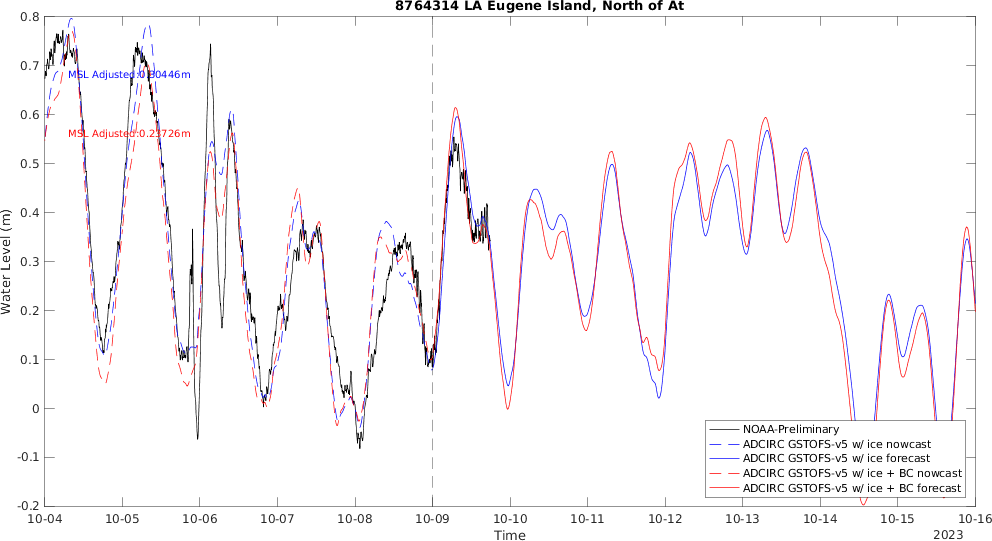 8764314 LA Eugene Island, North of At
Water Level (m)
0.8
0.7
0.6
0.5
0.4
0.3
0.2
0.1
0
-0.1
-0.2
MSL Adjusted:0.30446m
MSL Adjusted:0.23726m
NOAA-Preliminary
ADCIRC GSTOFS-v5 w/ ice nowcast
ADCIRC GSTOFS-v5 w/ ice forecast
ADCIRC GSTOFS-v5 w/ ice + BC nowcast
ADCIRC GSTOFS-v5 w/ ice + BC forecast
10-04 10-05 10-06 10-07 10-08 10-09 10-10 10-11 10-12 10-13 10-14 10-15 10-16
Time
2023